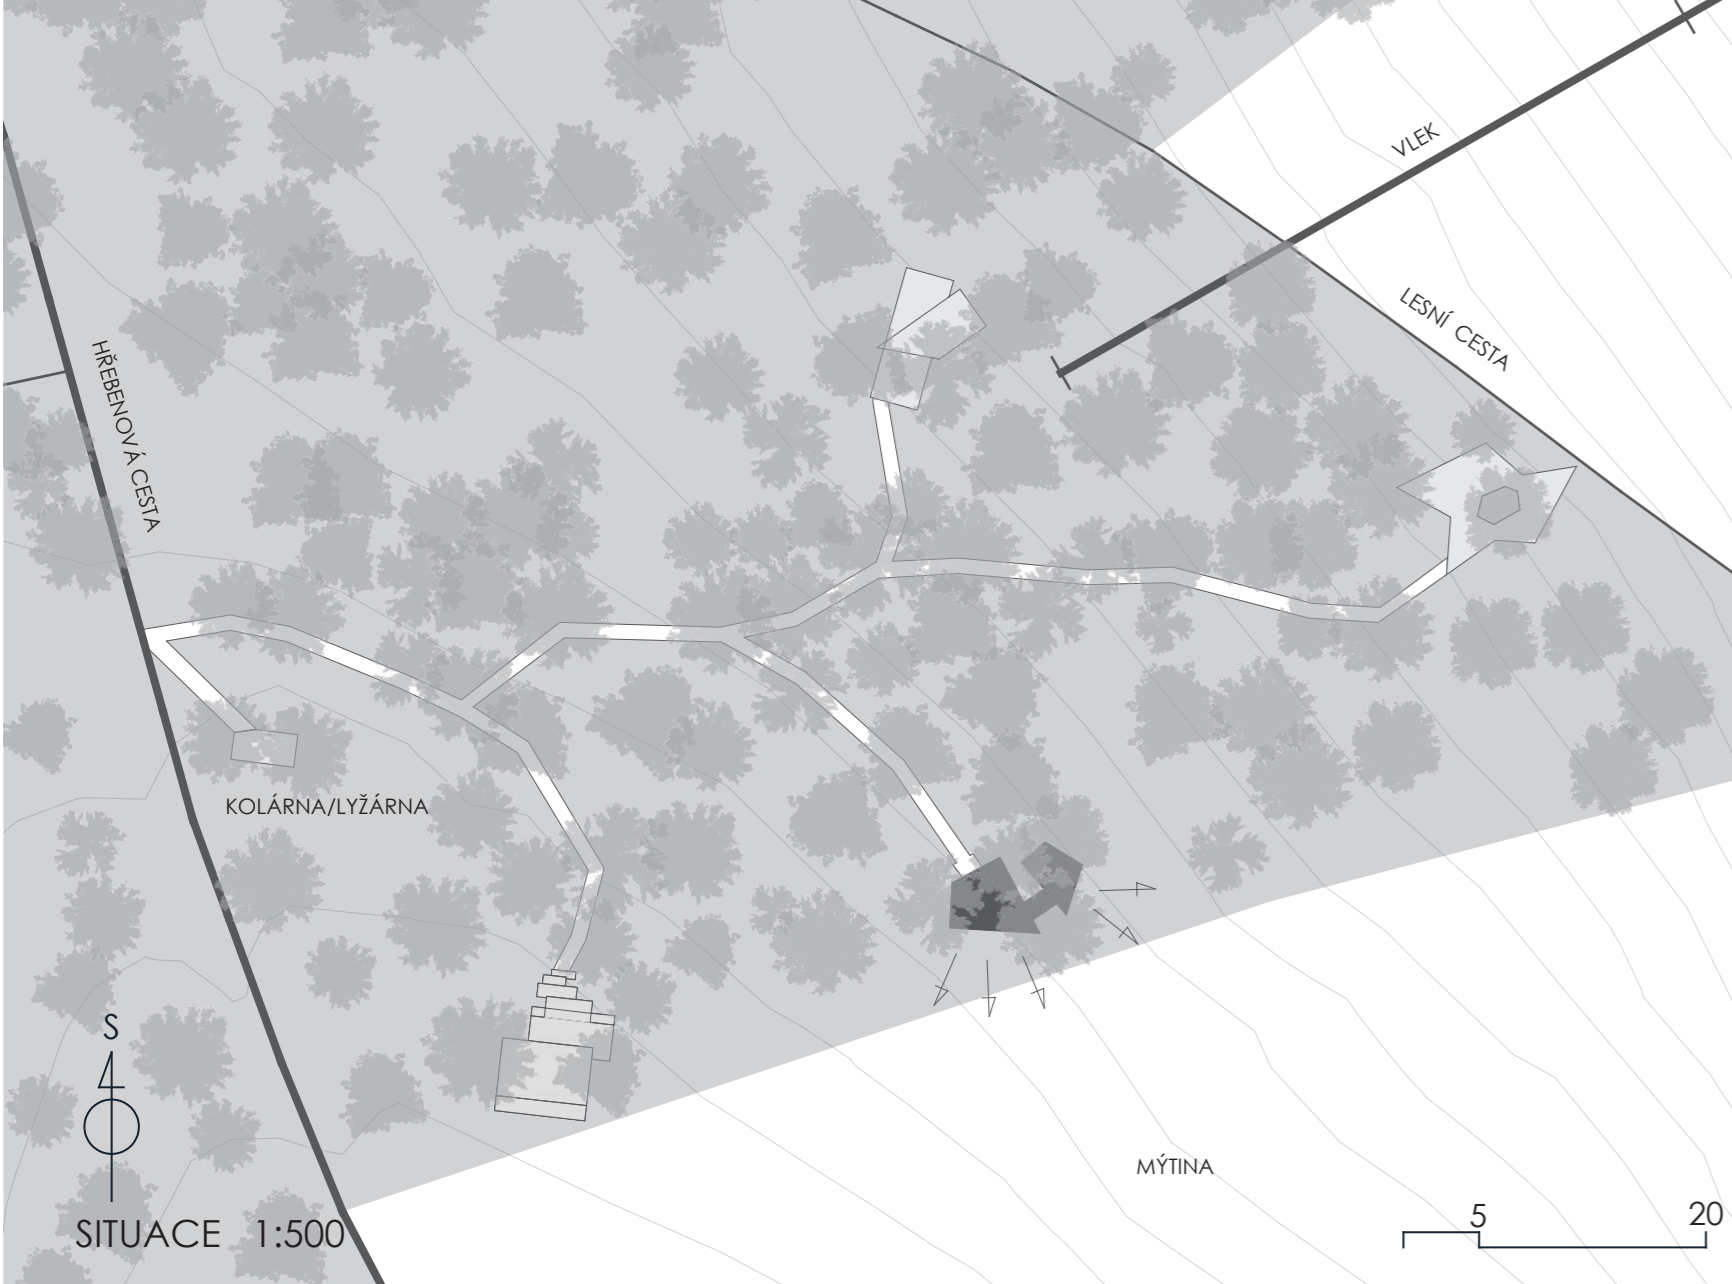 VLEK
LESNÍ CESTA
HŘEBENOVÁ CESTA
KOLÁRNA/LYŽÁRNA
S
MÝTINA
SITUACE 1:500
5
20